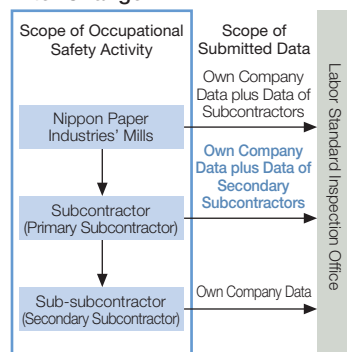 Scope of Occupational
Safety Activity
Scope of
Submitted Data
Nippon Paper
Industries' Mills
Own Company
Data plus Data of
Subcontractors
Own Company
Data plus Data of
Secondary
Subcontractors
Subcontractor
(Primary Subcontractor)
Sub-subcontractor
(Secondary Subcontractor)
Own Company Data
Labor Standard Inspection Office